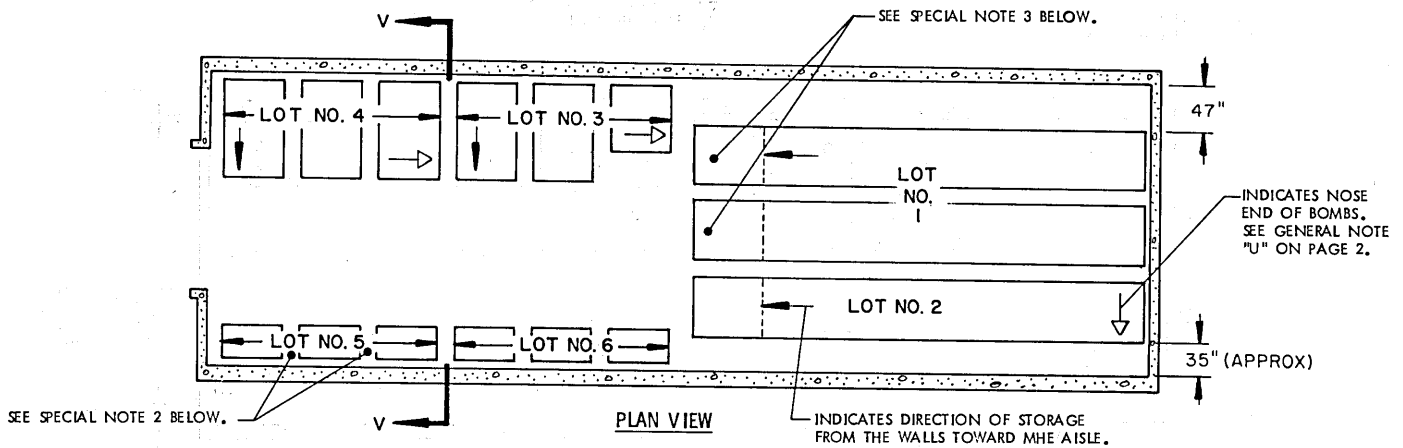 V
SEE SPECIAL NOTE 3 BELOW.
LOT NO. 4
LOT NO. 3
47"
LOT
NO.
1
INDICATES NOSE
END OF BOMBS.
SEE GENERAL NOTE
"U" ON PAGE 2.
LOT NO. 2
LOT NO. 5
LOT NO. 6
35" (APPROX)
SEE SPECIAL NOTE 2 BELOW.
V
PLAN VIEW
INDICATES DIRECTION OF STORAGE
FROM THE WALLS TOWARD MHE AISLE.